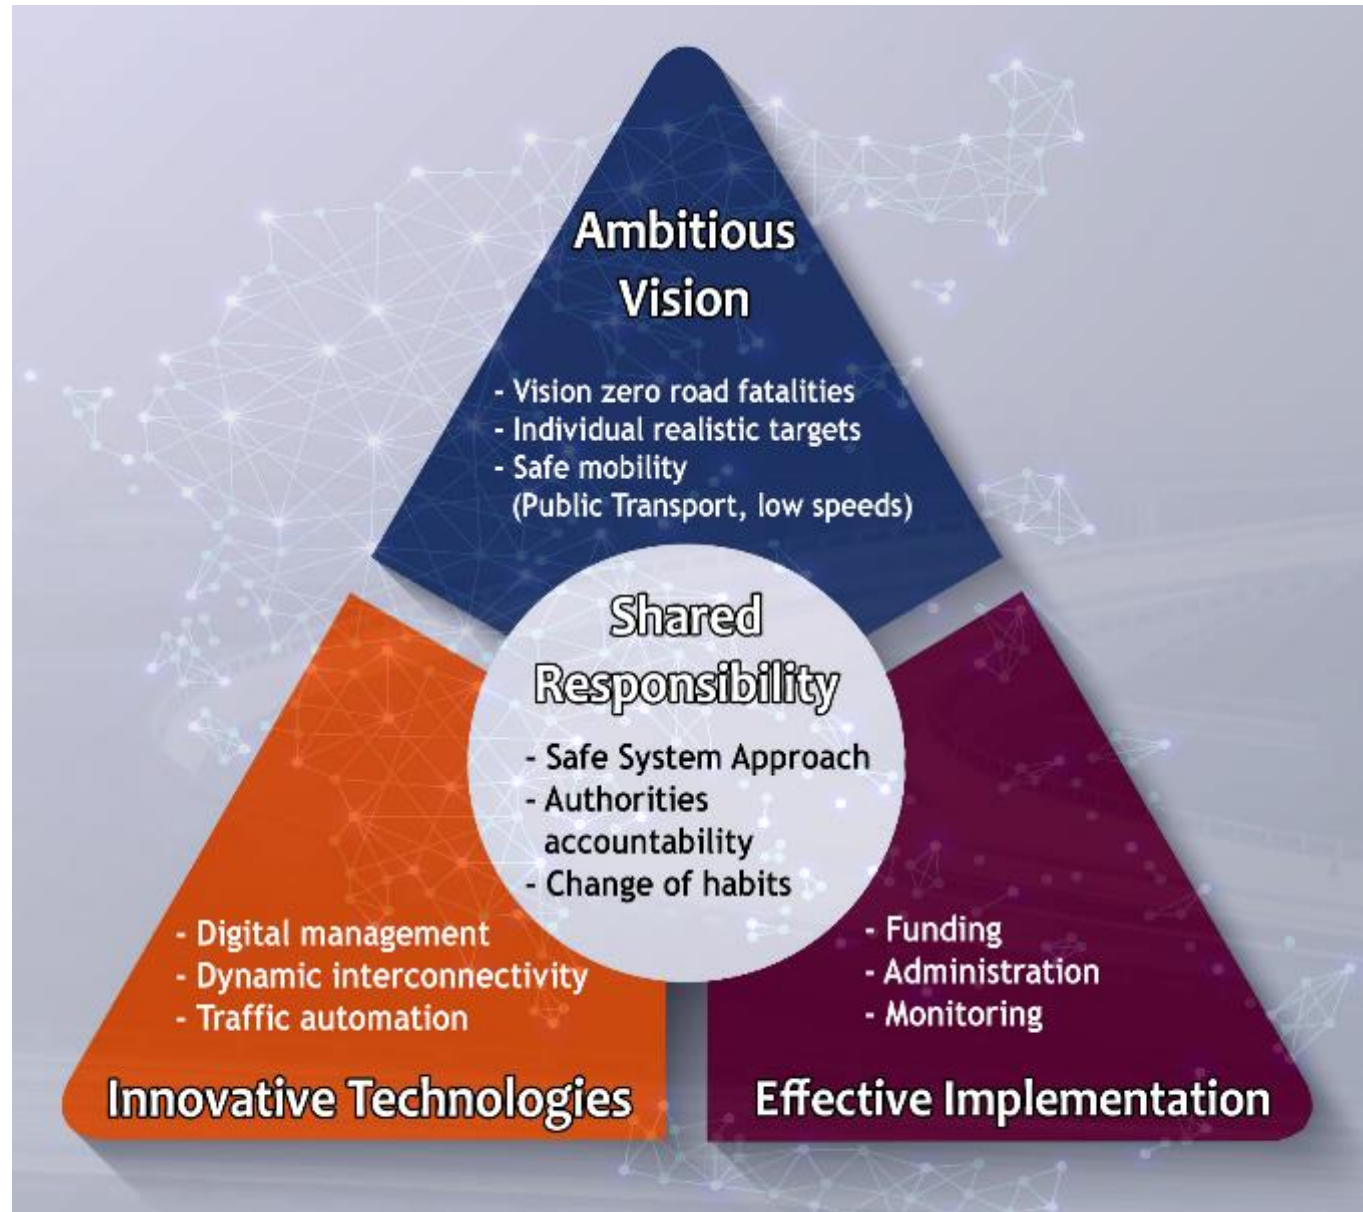 Ambitious
Vision
- Vision zero road fatalities
- Individual realistic targets
- Safe mobility
(Public Transport, low speeds)
Shared
Responsibility
- Safe System Approach
- Authorities
accountability
- Change of habits
- Digital management
- Dynamic interconnectivity
- Traffic automation
Innovative Technologies
- Funding
- Administration
- Monitoring
Effective Implementation